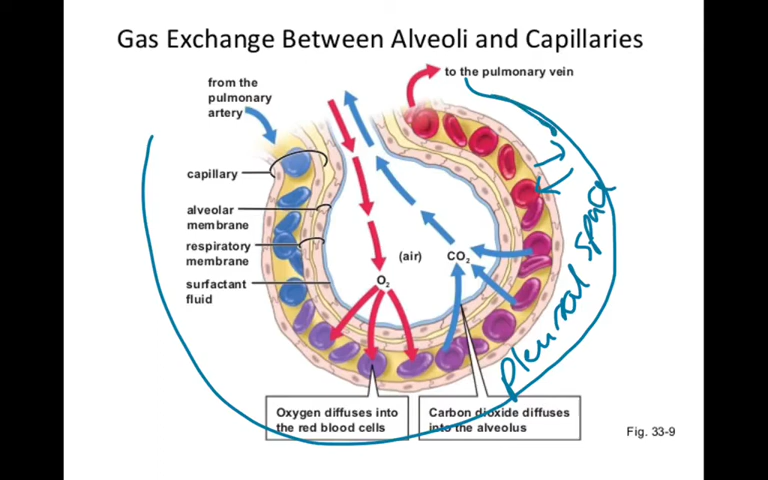 Gas Exchange Between Alveoli and Capillaries
to the pulmonary vein
from the
pulmonary
artery
capillary
alveolar
membrane
respiratory
membrane
surfactant
fluid
(air)
CO2
O2
pleural space
Oxygen diffuses into
the red blood cells
Carbon dioxide diffuses
into the alveolus
Fig. 33-9